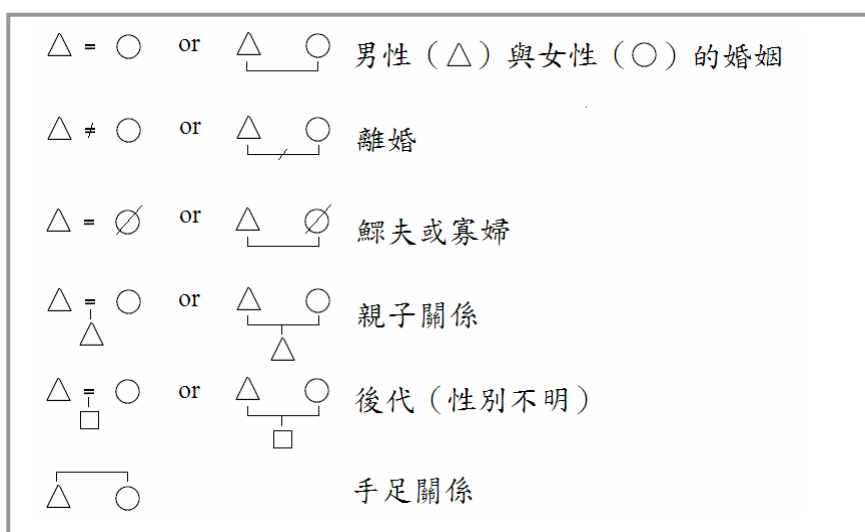 △ = ○ or △ ○ 男性（△）與女性（○）的婚姻
△ ≠ ○ or △ ○ 離婚
△ = ○ or △ ○ 鰥夫或寡婦
△ = ○ or △ ○ 親子關係
△ = ○ or △ ○ 後代（性別不明）
△ ○ 手足關係